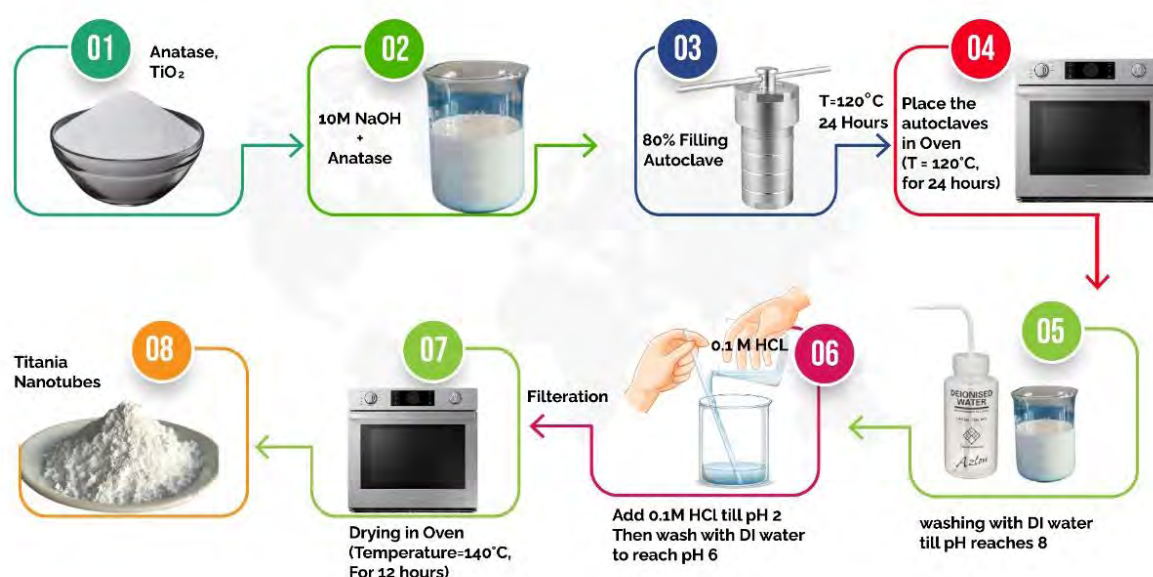 01
Anatase,
TiO₂
02
10M NaOH
+
Anatase
03
80% Filling
Autoclave
T=120°C
24 Hours
04
Place the
autoclaves
in Oven
(T = 120°C,
for 24 hours)
05
DEIONISED
WATER
Azlon
washing with DI water
till pH reaches 8
06
0.1 M HCL
Add 0.1M HCl till pH 2
Then wash with DI water
to reach pH 6
Filteration
07
Drying in Oven
(Temperature=140°C,
For 12 hours)
08
Titania
Nanotubes